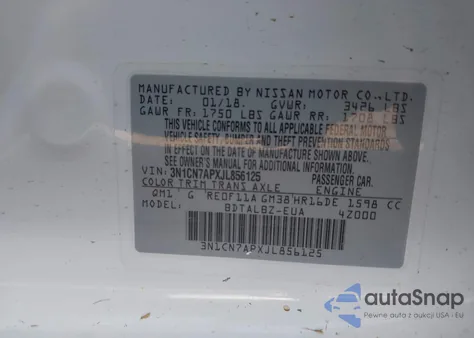 MANUFACTURED BY NISSAN MOTOR CO., LTD.
DATE: 01/18. GVWR: 3426 LBS
GAWR FR: 1750 LBS GAWR RR: 1708 LBS
THIS VEHICLE CONFORMS TO ALL APPLICABLE FEDERAL MOTOR
VEHICLE SAFETY, BUMPER AND THEFT PREVENTION STANDARDS
IN EFFECT ON THE DATE OF MANUFACTURE SHOWN ABOVE.
SEE OWNER'S MANUAL FOR ADDITIONAL INFORMATION.
VIN: 3N1CN7APXJL856125 PASSENGER CAR
COLOR TRIM TRANS AXLE ENGINE
QM1 G RE0F11A GM38 HR16DE 1598 CC
MODEL: BDTALBZ-EUA 4Z000
3N1CN7APXJL856125
autoSnap
Pewne auta z aukcji USA - EU